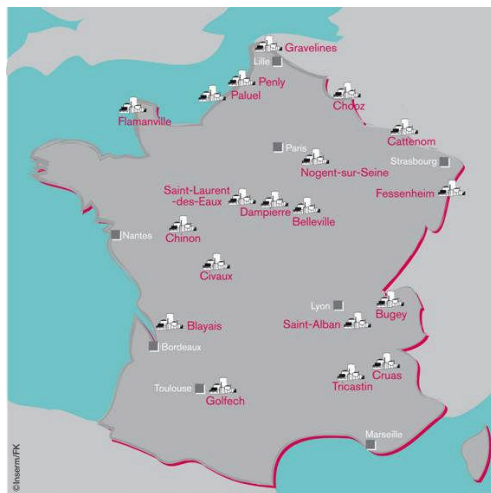 Gravelines
Lille
Penly
Paluel
Chooz
Flamanville
Cattenom
Paris
Strasbourg
Nogent-sur-Seine
Fessenheim
Saint-Laurent
-des-Eaux
Dampierre
Belleville
Nantes
Chinon
Civaux
Lyon
Bugey
Blayais
Saint-Alban
Bordeaux
Cruas
Tricastin
Toulouse
Golfech
Marseille
©Inserm/FK